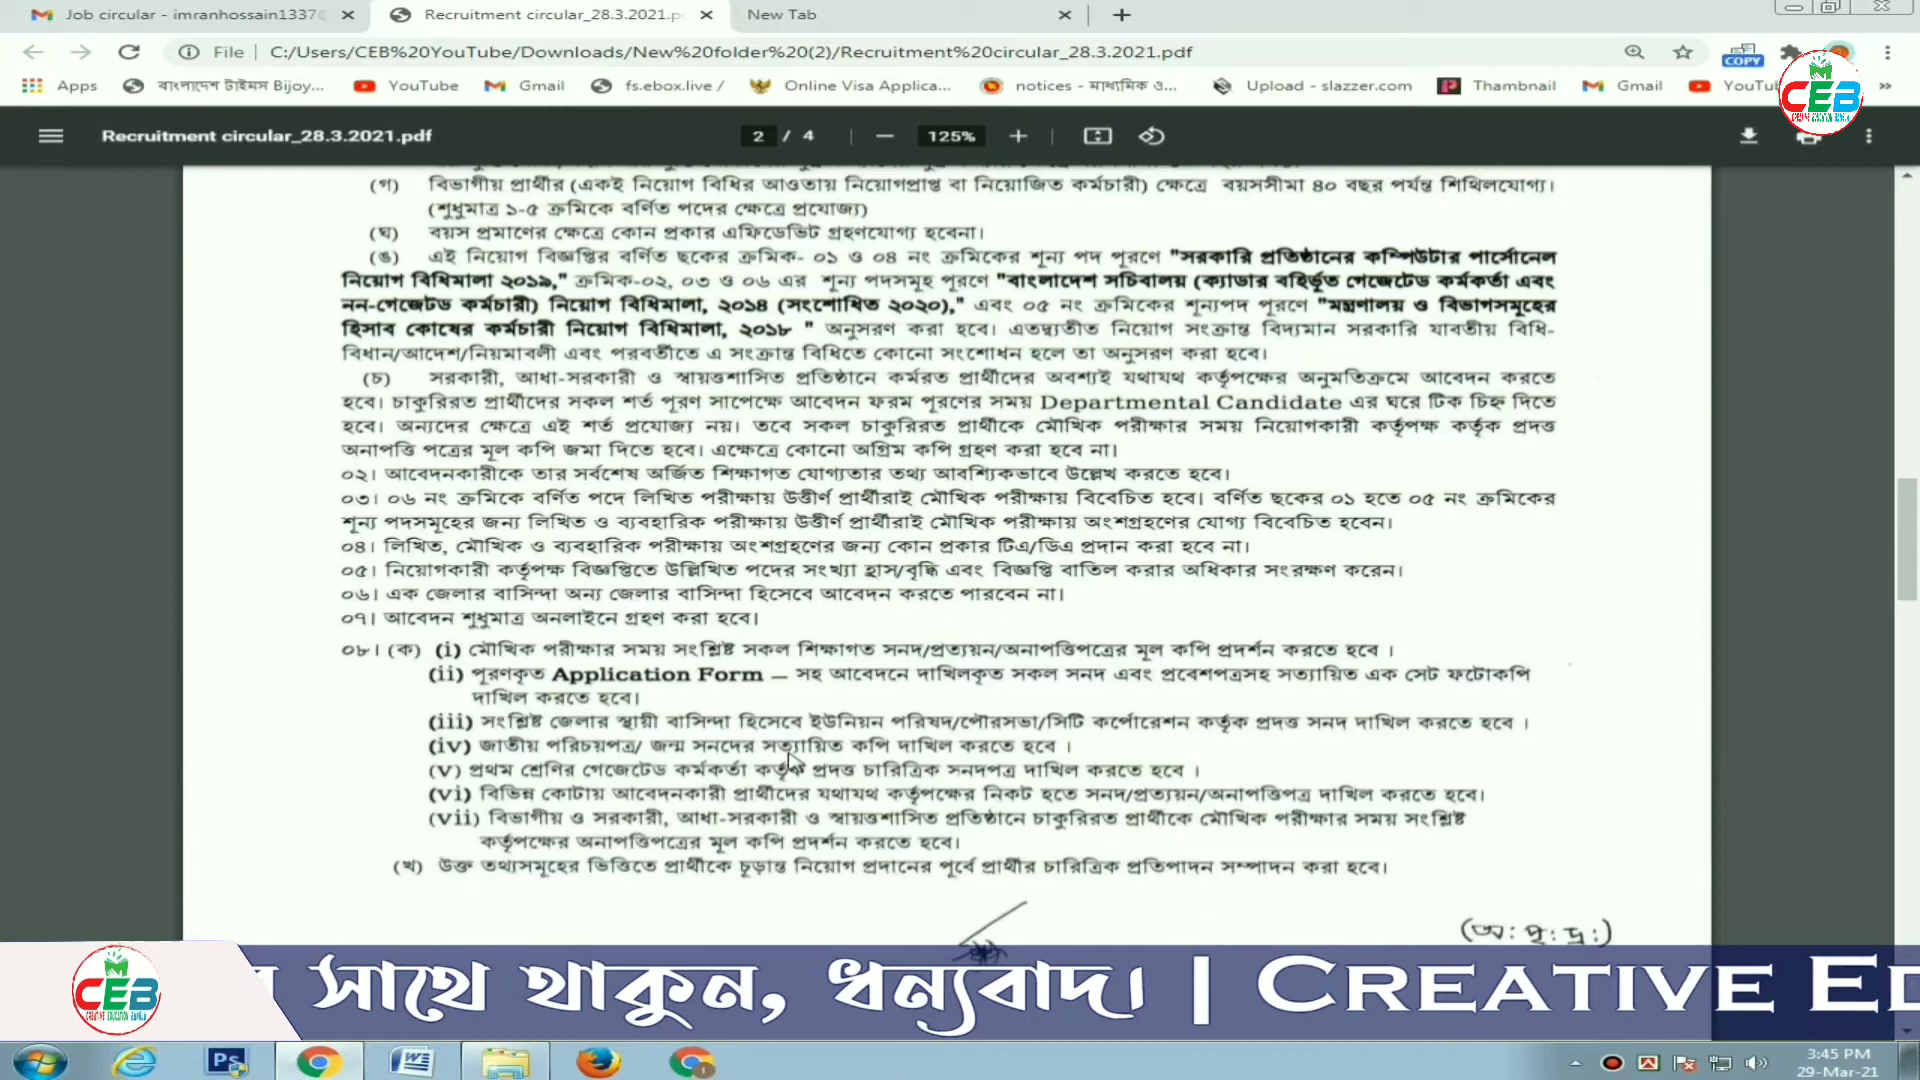 Job circular - imranhossain1337@
Recruitment circular_28.3.2021.p
New Tab
File C:/Users/CEB%20YouTube/Downloads/New%20folder%20(2)/Recruitment%20circular_28.3.2021.pdf
COPY
Apps বাংলাদেশ টাইমস Bijoy... YouTube Gmail fs.ebox.live / Online Visa Applica... notices - মাধ্যমিক ও... Upload - slazzer.com Thumbnail Gmail YouTu »
CEB
CREATIVE EDUCATION BANGLA
Recruitment circular_28.3.2021.pdf 2 / 4 125%
(গ) বিভাগীয় প্রার্থীর (একই নিয়োগ বিধির আওতায় নিয়োগপ্রাপ্ত বা নিয়োজিত কর্মচারী) ক্ষেত্রে বয়সসীমা ৪০ বছর পর্যন্ত শিথিলযোগ্য।
(শুধুমাত্র ১-৫ ক্রমিকে বর্ণিত পদের ক্ষেত্রে প্রযোজ্য)
(ঘ) বয়স প্রমাণের ক্ষেত্রে কোন প্রকার এফিডেভিট গ্রহণযোগ্য হবেনা।
(ঙ) এই নিয়োগ বিজ্ঞপ্তির বর্ণিত ছকের ক্রমিক- ০১ ও ০৪ নং ক্রমিকের শূন্য পদ পূরণে "সরকারি প্রতিষ্ঠানের কম্পিউটার পার্সোনেল
নিয়োগ বিধিমালা ২০১৯," ক্রমিক-০২, ০৩ ও ০৬ এর শূন্য পদসমূহ পূরণে "বাংলাদেশ সচিবালয় (ক্যাডার বহির্ভূত গেজেটেড কর্মকর্তা এবং
নন-গেজেটেড কর্মচারী) নিয়োগ বিধিমালা, ২০১৪ (সংশোধিত ২০২০)," এবং ০৫ নং ক্রমিকের শূন্যপদ পূরণে "মন্ত্রণালয় ও বিভাগসমূহের
হিসাব কোষের কর্মচারী নিয়োগ বিধিমালা, ২০১৮ " অনুসরণ করা হবে। এতদ্ব্যতীত নিয়োগ সংক্রান্ত বিদ্যমান সরকারি যাবতীয় বিধি-
বিধান/আদেশ/নিয়মাবলী এবং পরবর্তীতে এ সংক্রান্ত বিধিতে কোনো সংশোধন হলে তা অনুসরণ করা হবে।
(চ) সরকারী, আধা-সরকারী ও স্বায়ত্তশাসিত প্রতিষ্ঠানে কর্মরত প্রার্থীদের অবশ্যই যথাযথ কর্তৃপক্ষের অনুমতিক্রমে আবেদন করতে
হবে। চাকুরিরত প্রার্থীদের সকল শর্ত পূরণ সাপেক্ষে আবেদন ফরম পূরণের সময় Departmental Candidate এর ঘরে টিক চিহ্ন দিতে
হবে। অন্যদের ক্ষেত্রে এই শর্ত প্রযোজ্য নয়। তবে সকল চাকুরিরত প্রার্থীকে মৌখিক পরীক্ষার সময় নিয়োগকারী কর্তৃপক্ষ কর্তৃক প্রদত্ত
অনাপত্তি পত্রের মূল কপি জমা দিতে হবে। এক্ষেত্রে কোনো অগ্রিম কপি গ্রহণ করা হবে না।
০২। আবেদনকারীকে তার সর্বশেষ অর্জিত শিক্ষাগত যোগ্যতার তথ্য আবশ্যিকভাবে উল্লেখ করতে হবে।
০৩। ০৬ নং ক্রমিকে বর্ণিত পদে লিখিত পরীক্ষায় উত্তীর্ণ প্রার্থীরাই মৌখিক পরীক্ষায় বিবেচিত হবে। বর্ণিত ছকের ০১ হতে ০৫ নং ক্রমিকের
শূন্য পদসমূহের জন্য লিখিত ও ব্যবহারিক পরীক্ষায় উত্তীর্ণ প্রার্থীরাই মৌখিক পরীক্ষায় অংশগ্রহণের যোগ্য বিবেচিত হবেন।
০৪। লিখিত, মৌখিক ও ব্যবহারিক পরীক্ষায় অংশগ্রহণের জন্য কোন প্রকার টিএ/ডিএ প্রদান করা হবে না।
০৫। নিয়োগকারী কর্তৃপক্ষ বিজ্ঞপ্তিতে উল্লিখিত পদের সংখ্যা হ্রাস/বৃদ্ধি এবং বিজ্ঞপ্তি বাতিল করার অধিকার সংরক্ষণ করেন।
০৬। এক জেলার বাসিন্দা অন্য জেলার বাসিন্দা হিসেবে আবেদন করতে পারবেন না।
০৭। আবেদন শুধুমাত্র অনলাইনে গ্রহণ করা হবে।
০৮। (ক) (i) মৌখিক পরীক্ষার সময় সংশ্লিষ্ট সকল শিক্ষাগত সনদ/প্রত্যয়ন/অনাপত্তিপত্রের মূল কপি প্রদর্শন করতে হবে ।
(ii) পূরণকৃত Application Form – সহ আবেদনে দাখিলকৃত সকল সনদ এবং প্রবেশপত্রসহ সত্যায়িত এক সেট ফটোকপি
দাখিল করতে হবে।
(iii) সংশ্লিষ্ট জেলার স্থায়ী বাসিন্দা হিসেবে ইউনিয়ন পরিষদ/পৌরসভা/সিটি কর্পোরেশন কর্তৃক প্রদত্ত সনদ দাখিল করতে হবে ।
(iv) জাতীয় পরিচয়পত্র/ জন্ম সনদের সত্যায়িত কপি দাখিল করতে হবে ।
(v) প্রথম শ্রেণির গেজেটেড কর্মকর্তা কর্তৃক প্রদত্ত চারিত্রিক সনদপত্র দাখিল করতে হবে ।
(vi) বিভিন্ন কোটায় আবেদনকারী প্রার্থীদের যথাযথ কর্তৃপক্ষের নিকট হতে সনদ/প্রত্যয়ন/অনাপত্তিপত্র দাখিল করতে হবে।
(vii) বিভাগীয় ও সরকারী, আধা-সরকারী ও স্বায়ত্তশাসিত প্রতিষ্ঠানে চাকুরিরত প্রার্থীকে মৌখিক পরীক্ষার সময় সংশ্লিষ্ট
কর্তৃপক্ষের অনাপত্তিপত্রের মূল কপি প্রদর্শন করতে হবে।
(খ) উক্ত তথ্যসমূহের ভিত্তিতে প্রার্থীকে চূড়ান্ত নিয়োগ প্রদানের পূর্বে প্রার্থীর চারিত্রিক প্রতিপাদন সম্পাদন করা হবে।
(অ: পৃ: দ্র:)
CEB
CREATIVE EDUCATION BANGLA
র সাথে থাকুন, ধন্যবাদ। | CREATIVE ED
Ps
3:45 PM
29-Mar-21